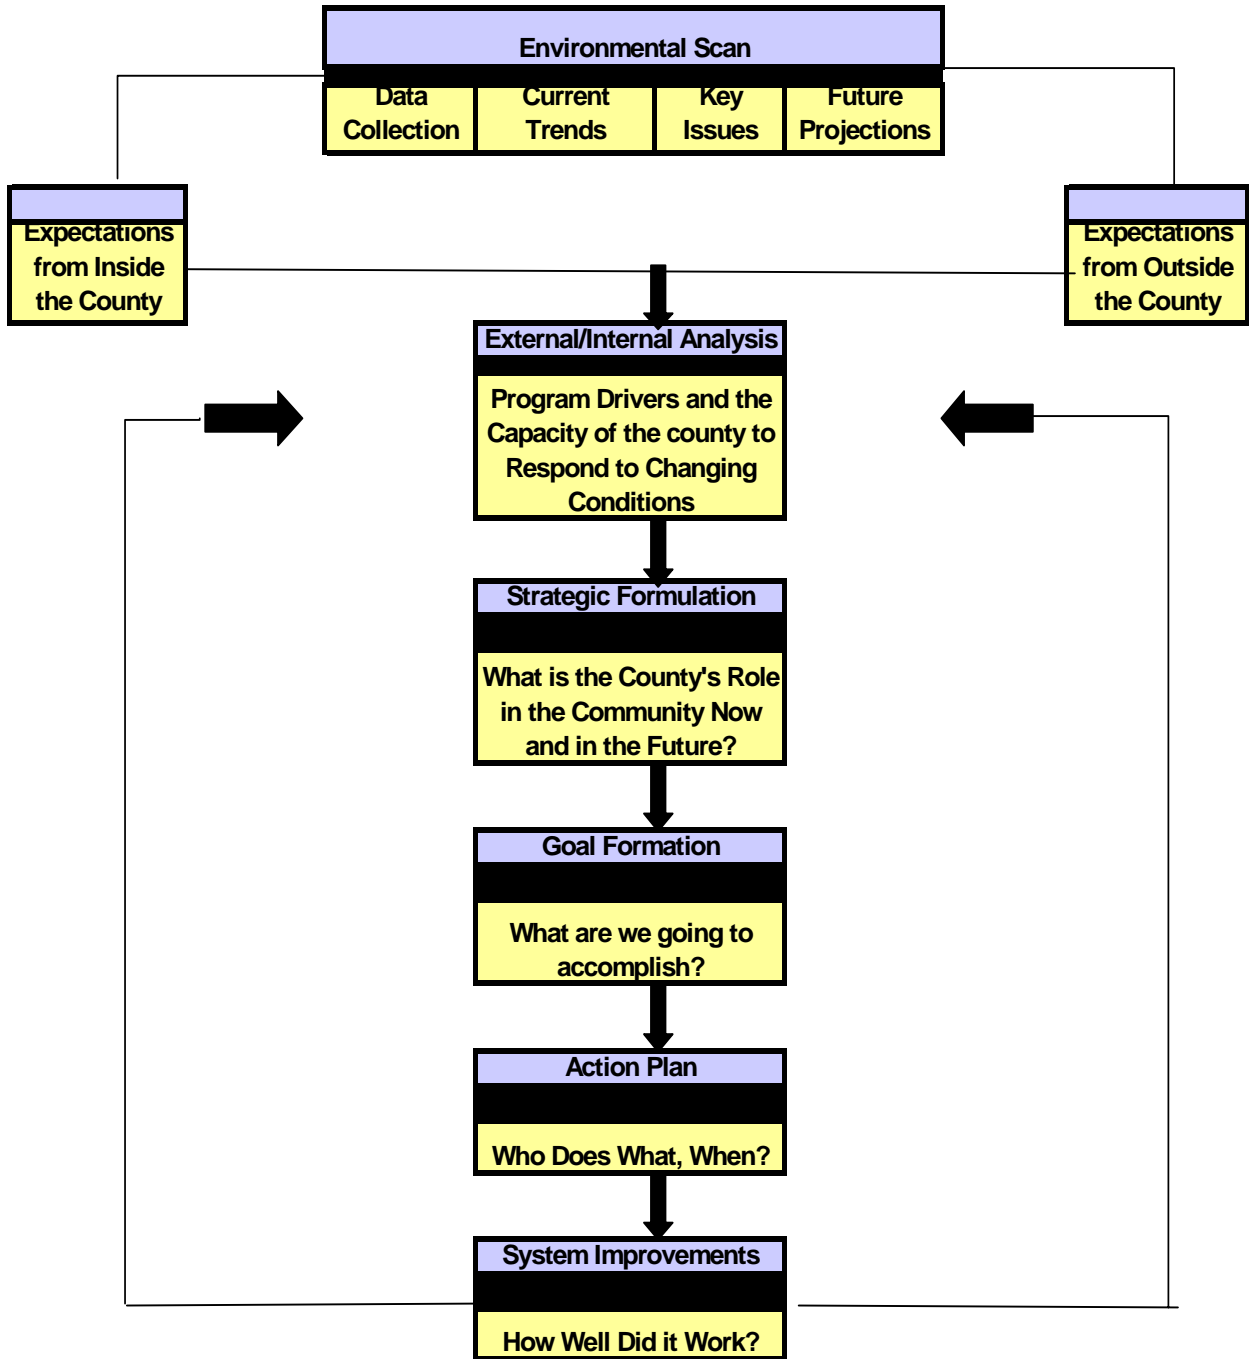 Environmental Scan
Data Collection
Current Trends
Key Issues
Future Projections
Expectations
from Inside
the County
Expectations
from Outside
the County
External/Internal Analysis
Program Drivers and the
Capacity of the county to
Respond to Changing
Conditions
Strategic Formulation
What is the County's Role
in the Community Now
and in the Future?
Goal Formation
What are we going to
accomplish?
Action Plan
Who Does What, When?
System Improvements
How Well Did it Work?